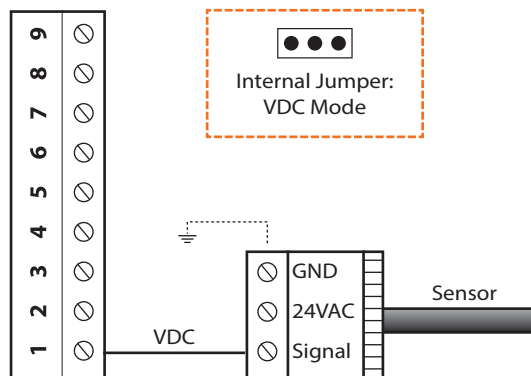 9
8
7
6
5
4
3
2
1
Internal Jumper:
VDC Mode
GND
24VAC
Signal
VDC
Sensor